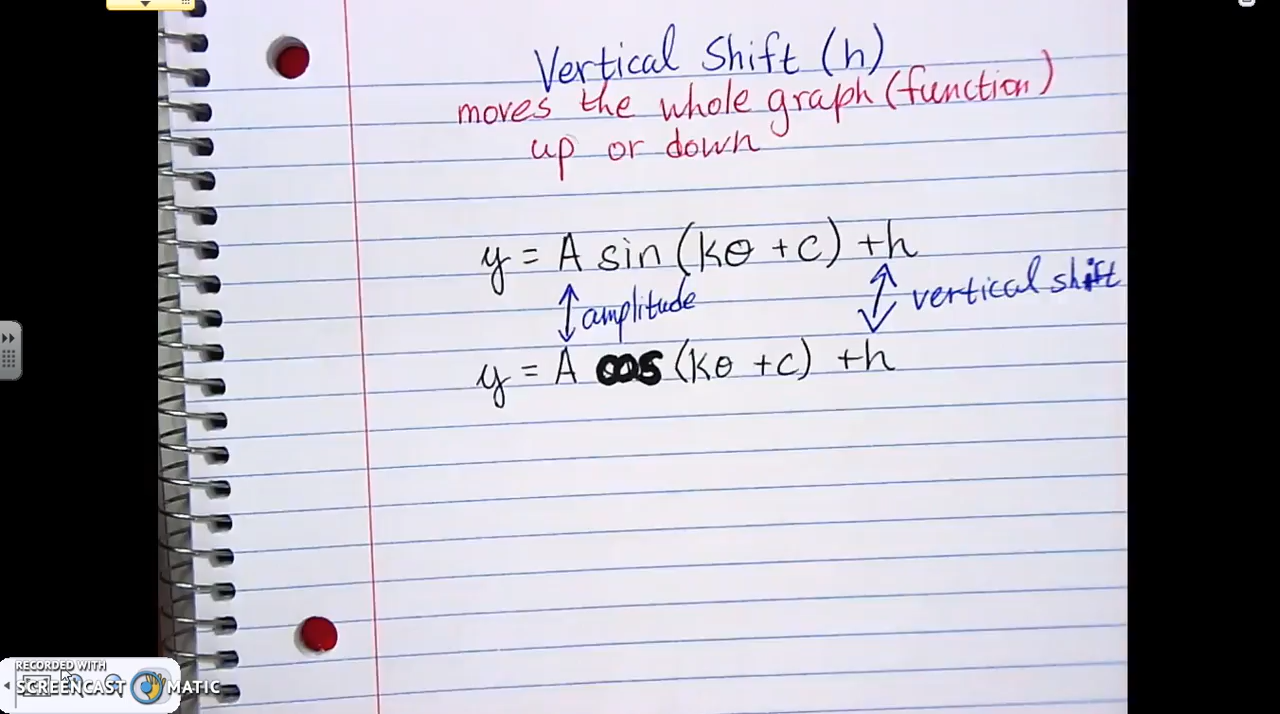 Vertical Shift (h)
moves the whole graph (function)
up or down
y = A sin (kθ + c) + h
amplitude
vertical shift
y = A cos (kθ + c) + h
RECORDED WITH
SCREENCAST MATIC